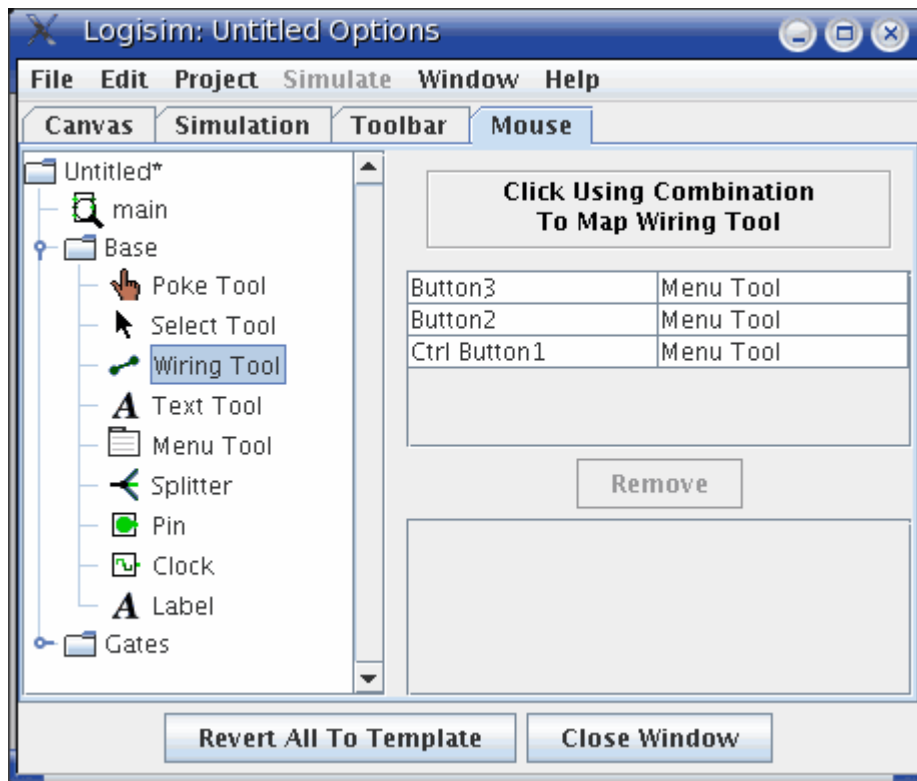 Logisim: Untitled Options
File Edit Project Simulate Window Help
Canvas Simulation Toolbar Mouse
Untitled*
main
Base
Poke Tool
Select Tool
Wiring Tool
Text Tool
Menu Tool
Splitter
Pin
Clock
Label
Gates
Click Using Combination
To Map Wiring Tool
Button3 Menu Tool
Button2 Menu Tool
Ctrl Button1 Menu Tool
Remove
Revert All To Template Close Window